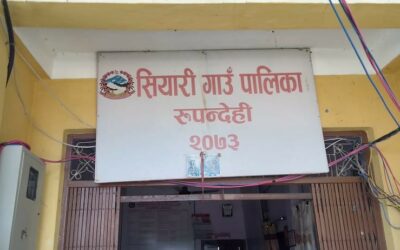 सियारी गाउँ पालिका
रुपन्देही
२०७३